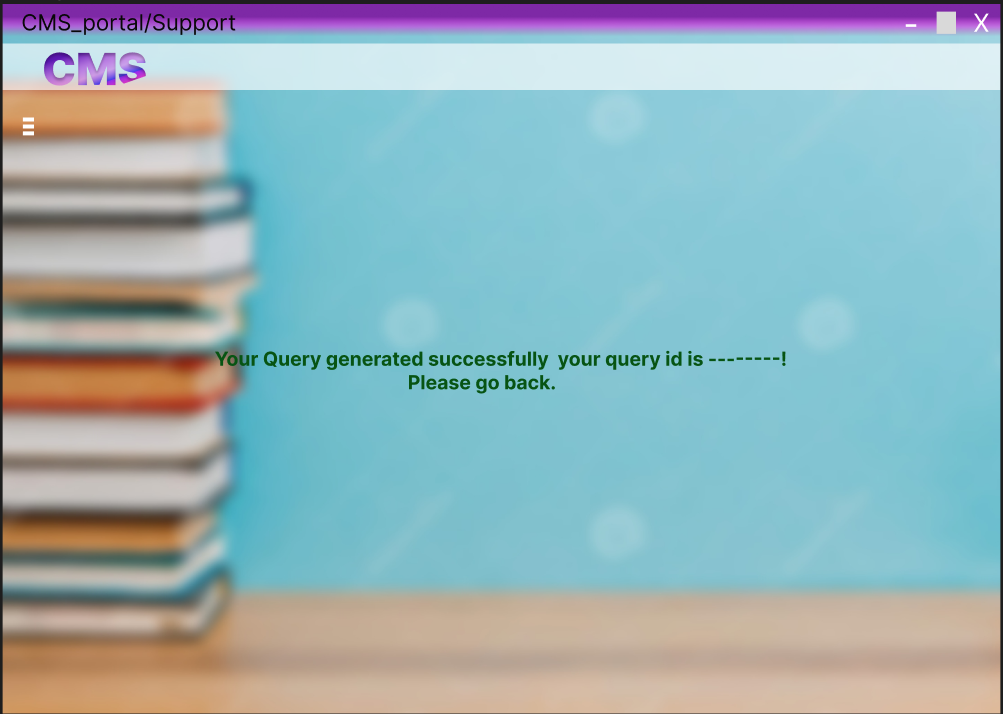 CMS_portal/Support
X
CMS
Your Query generated successfully  your query id is ---------!
Please go back.